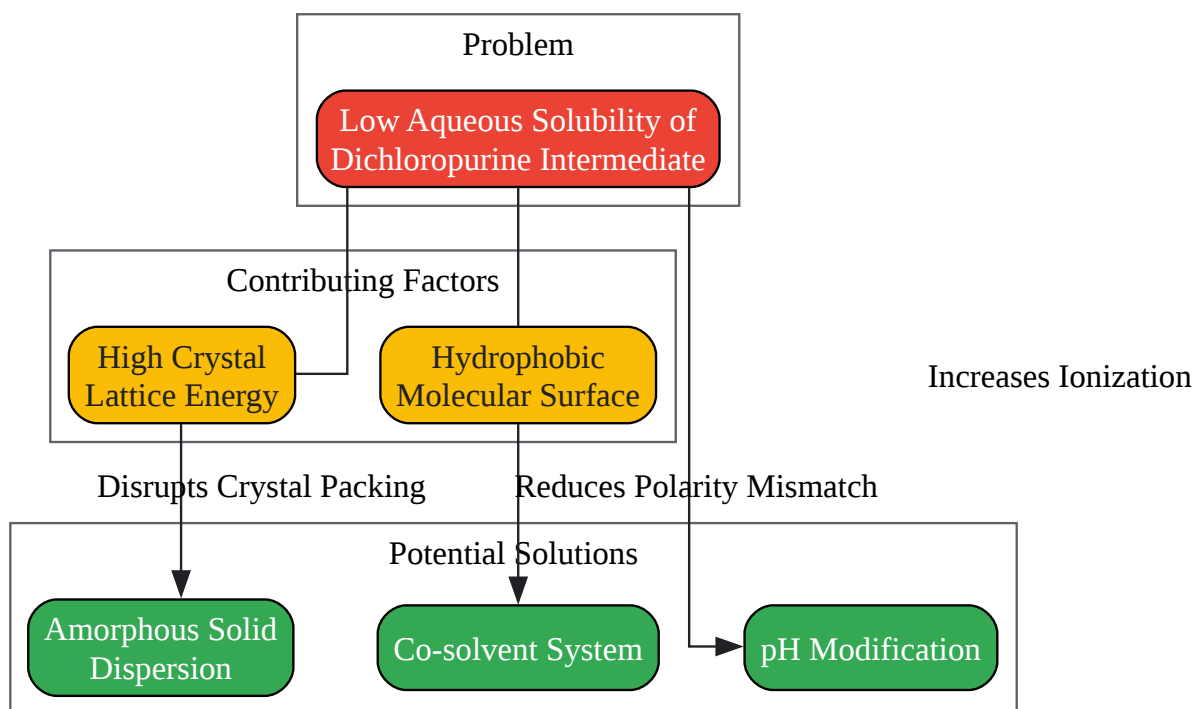 Problem
Low Aqueous Solubility of
Dichloropurine Intermediate
Contributing Factors
High Crystal
Lattice Energy
Hydrophobic
Molecular Surface
Increases Ionization
Disrupts Crystal Packing
Reduces Polarity Mismatch
Potential Solutions
Amorphous Solid
Dispersion
Co-solvent System
pH Modification